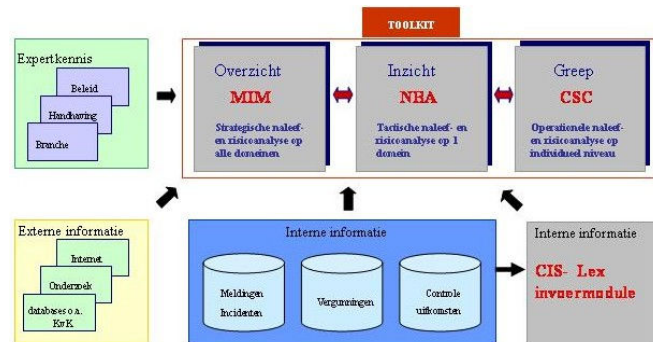 TOOLKIT
Expertkennis
Beleid
Handhaving
Branche
Overzicht
MIM
Strategische naleef-
en risicoanalyse op
alle domeinen
Inzicht
NRA
Tactische naleef- en
risicoanalyse op 1
domein
Greep
CSC
Operationele naleef-
en risicoanalyse op
individueel niveau
Externe informatie
Internet
Onderzoek
databases o.a.
KvK
Interne informatie
Meldingen
Incidenten
Vergunningen
Controle
uitkomsten
Interne informatie
CIS- Lex
invoermodule